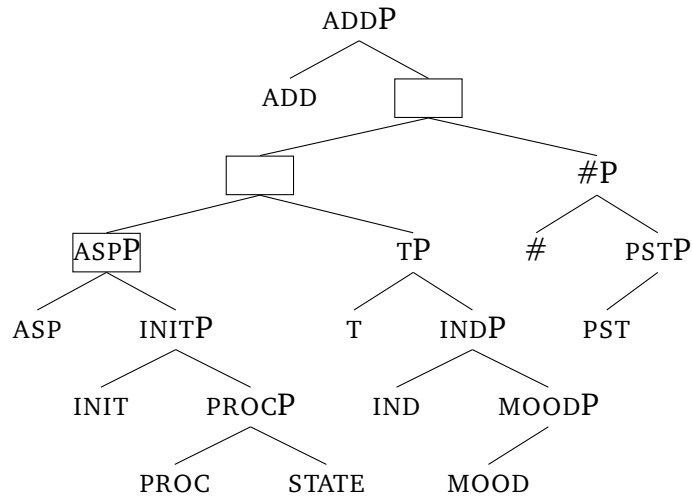 ADDP
ADD
#P
ASPP TP # PSTP
ASP INITP T INDP PST
INIT PROCP IND MOODP
PROC STATE MOOD